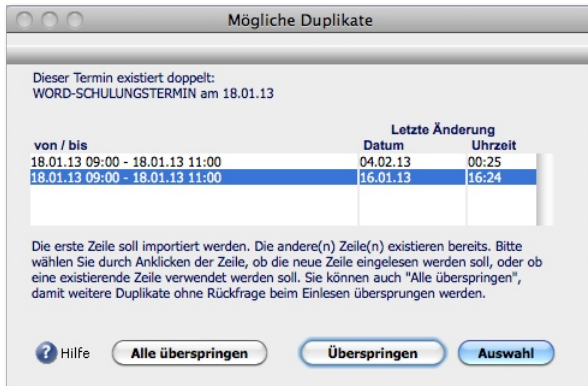 Mögliche Duplikate
Dieser Termin existiert doppelt:
WORD-SCHULUNGSTERMIN am 18.01.13
Letzte Änderung
von / bis Datum Uhrzeit
18.01.13 09:00 - 18.01.13 11:00 04.02.13 00:25
18.01.13 09:00 - 18.01.13 11:00 16.01.13 16:24
Die erste Zeile soll importiert werden. Die andere(n) Zeile(n) existieren bereits. Bitte
wählen Sie durch Anklicken der Zeile, ob die neue Zeile eingelesen werden soll, oder ob
eine existierende Zeile verwendet werden soll. Sie können auch "Alle überspringen",
damit weitere Duplikate ohne Rückfrage beim Einlesen übersprungen werden.
? Hilfe Alle überspringen Überspringen Auswahl